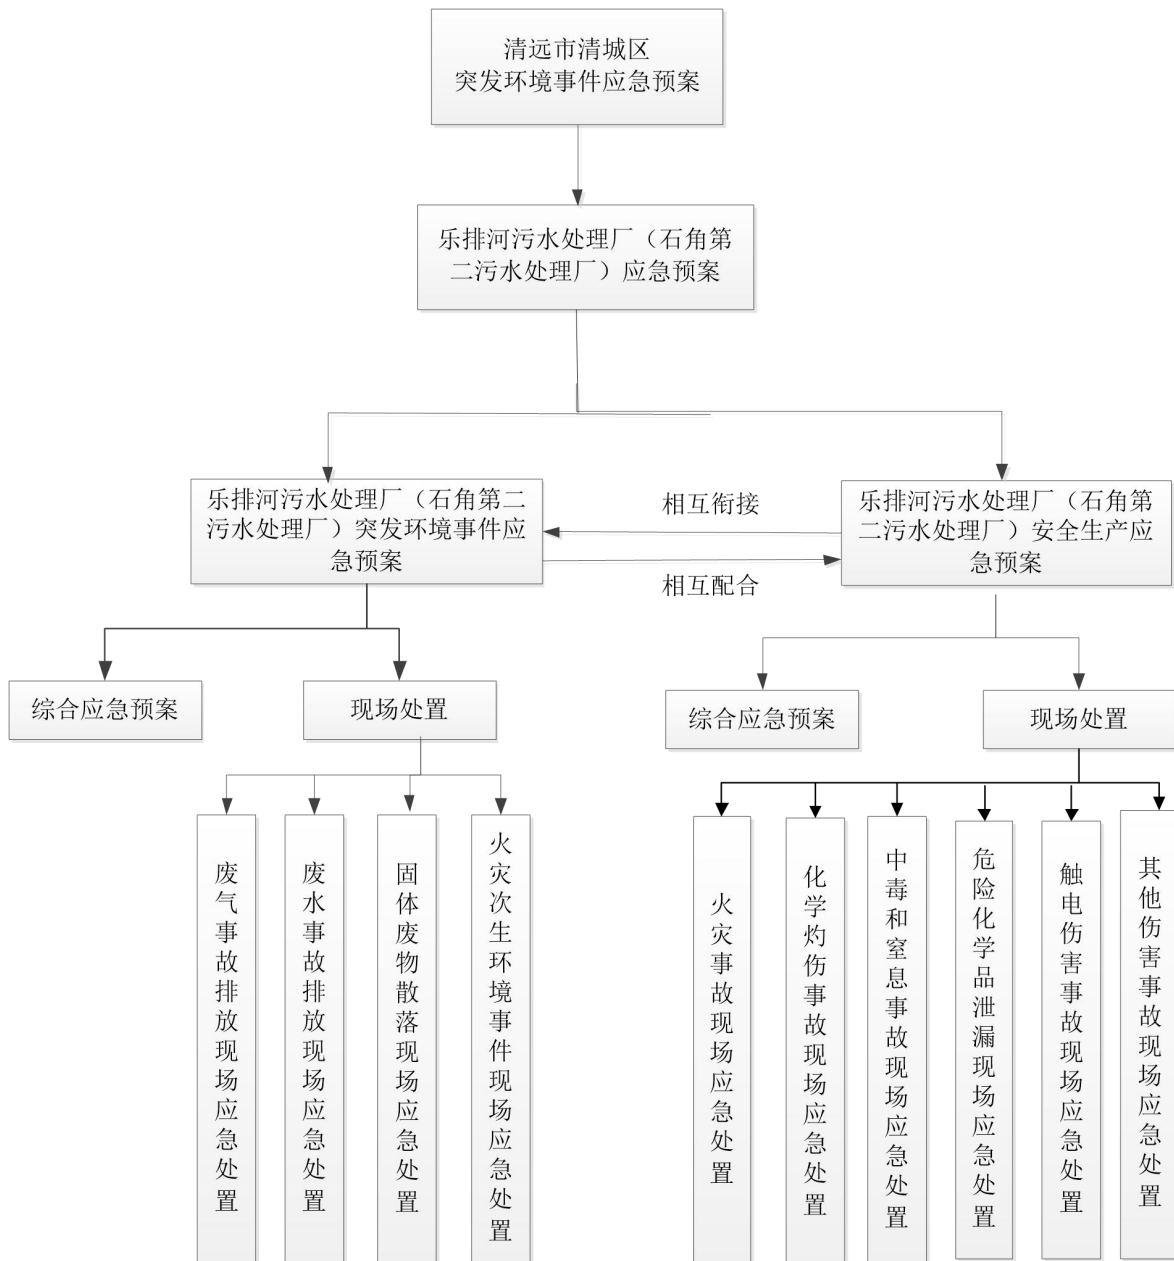 清远市清城区
突发环境事件应急预案
乐排河污水处理厂（石角第
二污水处理厂）应急预案
乐排河污水处理厂（石角第二
污水处理厂）突发环境事件应
急预案
相互衔接
相互配合
乐排河污水处理厂（石角第
二污水处理厂）安全生产应
急预案
综合应急预案
现场处置
综合应急预案
现场处置
废气事故排放现场应急处置
废水事故排放现场应急处置
固体废物散落现场应急处置
火灾次生环境事件现场应急处置
火灾事故现场应急处置
化学灼伤事故现场应急处置
中毒和窒息事故现场应急处置
危险化学品泄漏现场应急处置
触电伤害事故现场应急处置
其他伤害事故现场应急处置